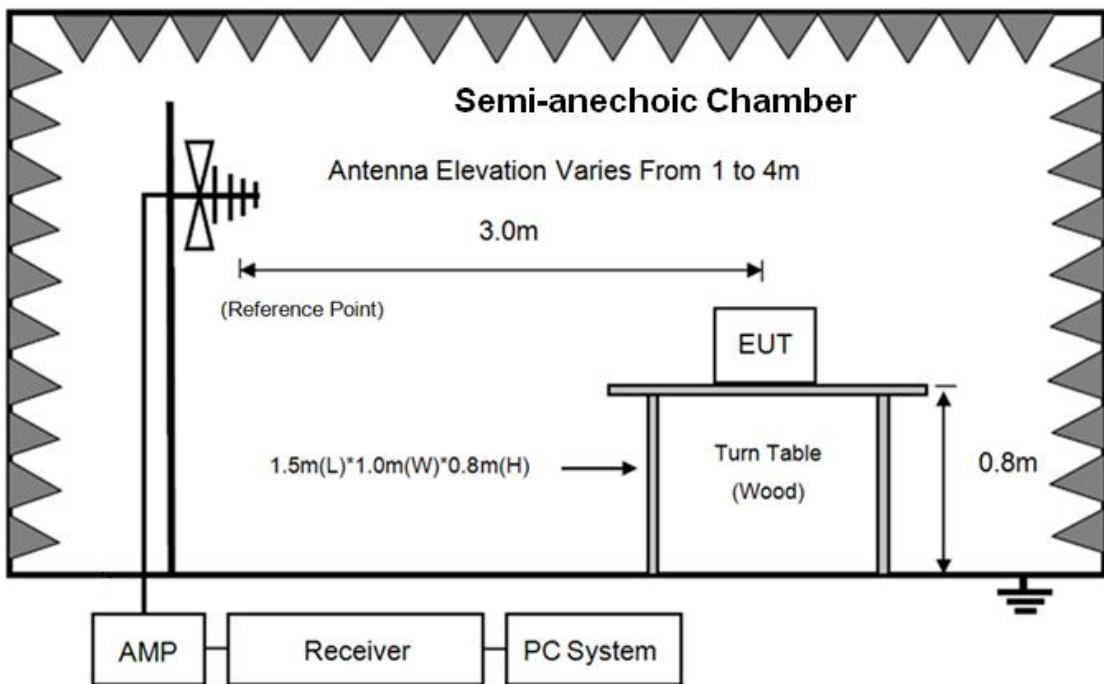 Semi-anechoic Chamber
Antenna Elevation Varies From 1 to 4m
3.0m
(Reference Point)
EUT
1.5m(L)*1.0m(W)*0.8m(H)
Turn Table
(Wood)
0.8m
AMP
Receiver
PC System